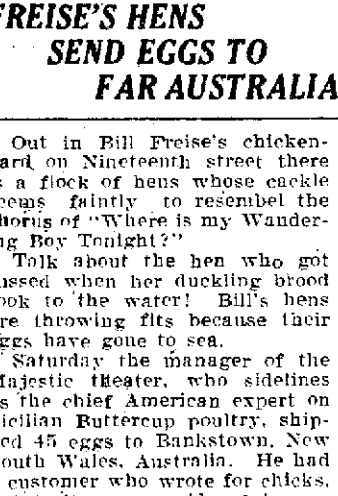 FREISE'S HENS
SEND EGGS TO
FAR AUSTRALIA
Out in Bill Freise's chicken-
ard on Nineteenth street there
s a flock of hens whose cackle
eems faintly to resembel the
horus of "Where is my Wander-
ng Boy Tonight?"
Talk about the hen who got
ussed when her duckling brood
ook to the water! Bill's hens
re throwing fits because their
ggs have gone to sea.
Saturday the manager of the
Majestic theater, who sidelines
s the chief American expert on
icilian Buttercup poultry, ship-
ed 45 eggs to Bankstown, New
outh Wales, Australia. He had
customer who wrote for chicks,